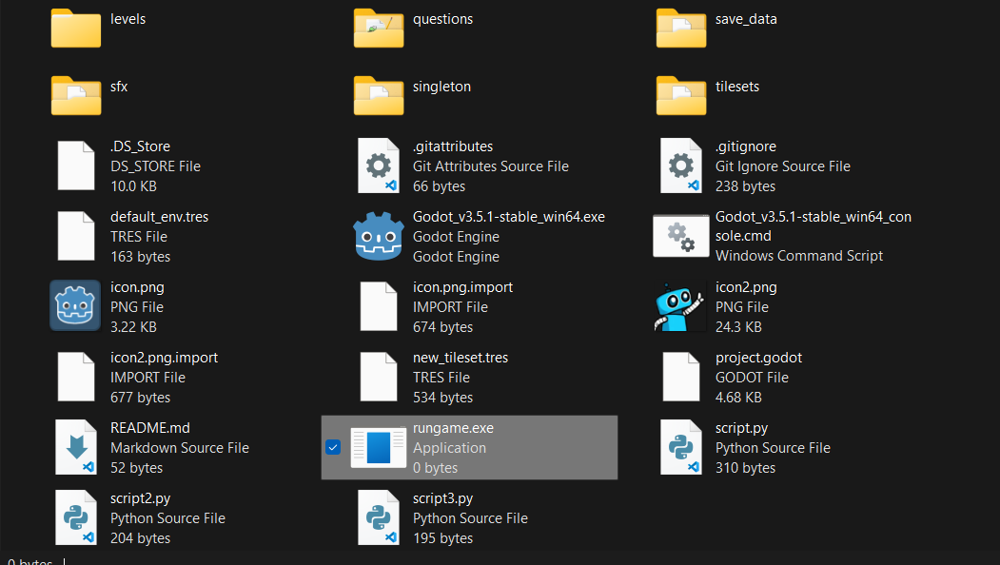 levels
questions
save_data
sfx
singleton
tilesets
.DS_Store
DS_STORE File
10.0 KB
.gitattributes
Git Attributes Source File
66 bytes
.gitignore
Git Ignore Source File
238 bytes
default_env.tres
TRES File
163 bytes
Godot_v3.5.1-stable_win64.exe
Godot Engine
Godot Engine
Godot_v3.5.1-stable_win64_con
sole.cmd
Windows Command Script
icon.png
PNG File
3.22 KB
icon.png.import
IMPORT File
674 bytes
icon2.png
PNG File
24.3 KB
icon2.png.import
IMPORT File
677 bytes
new_tileset.tres
TRES File
534 bytes
project.godot
GODOT File
4.68 KB
README.md
Markdown Source File
52 bytes
rungame.exe
Application
0 bytes
script.py
Python Source File
310 bytes
script2.py
Python Source File
204 bytes
script3.py
Python Source File
195 bytes
0 bytes